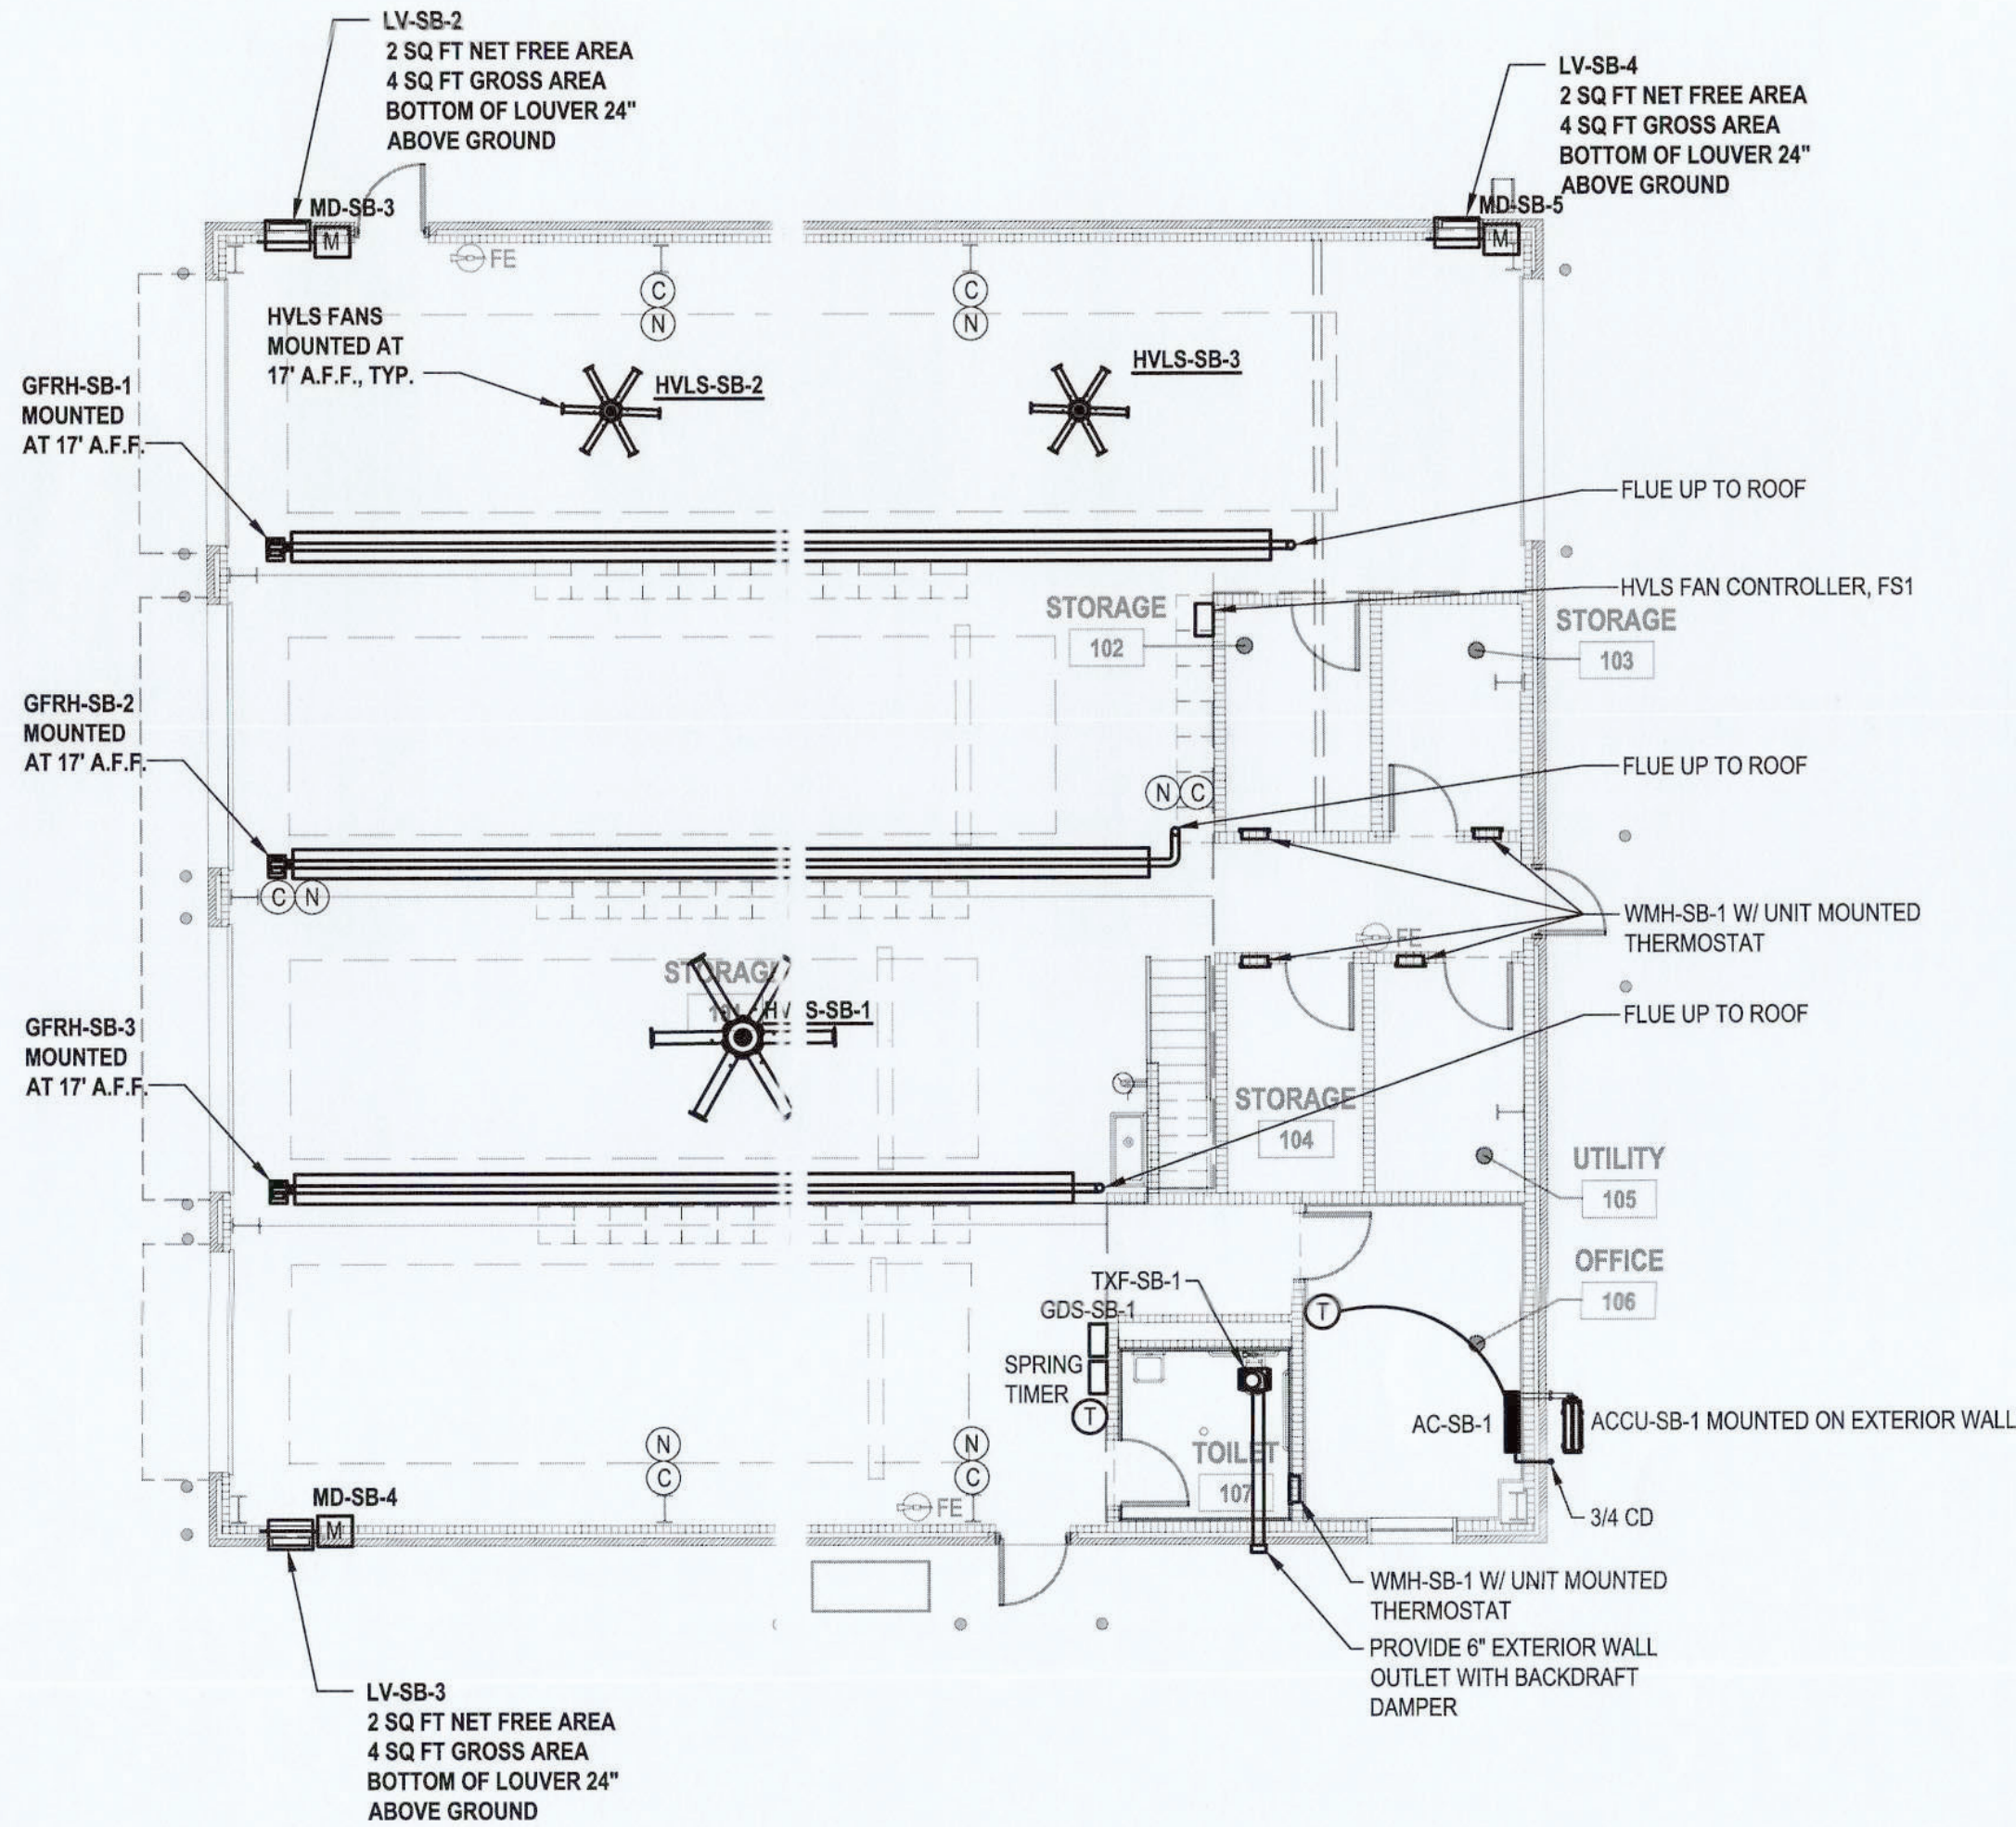 LV-SB-2
2 SQ FT NET FREE AREA
4 SQ FT GROSS AREA
BOTTOM OF LOUVER 24"
ABOVE GROUND
LV-SB-4
2 SQ FT NET FREE AREA
4 SQ FT GROSS AREA
BOTTOM OF LOUVER 24"
ABOVE GROUND
MD-SB-3
M
MD-SB-5
M
FE
C
N
C
N
HVLS FANS
MOUNTED AT
17' A.F.F., TYP.
HVLS-SB-2
HVLS-SB-3
GFRH-SB-1
MOUNTED
AT 17' A.F.F.
FLUE UP TO ROOF
HVLS FAN CONTROLLER, FS1
STORAGE
102
STORAGE
103
GFRH-SB-2
MOUNTED
AT 17' A.F.F.
FLUE UP TO ROOF
N
C
C
N
WMH-SB-1 W/ UNIT MOUNTED
THERMOSTAT
FE
STORAGE
S-SB-1
FLUE UP TO ROOF
GFRH-SB-3
MOUNTED
AT 17' A.F.F.
STORAGE
104
UTILITY
105
OFFICE
106
TXF-SB-1
GDS-SB-1
T
SPRING
TIMER
T
AC-SB-1
ACCU-SB-1 MOUNTED ON EXTERIOR WALL
TOILET
107
N
C
N
C
FE
3/4 CD
MD-SB-4
M
WMH-SB-1 W/ UNIT MOUNTED
THERMOSTAT
PROVIDE 6" EXTERIOR WALL
OUTLET WITH BACKDRAFT
DAMPER
LV-SB-3
2 SQ FT NET FREE AREA
4 SQ FT GROSS AREA
BOTTOM OF LOUVER 24"
ABOVE GROUND